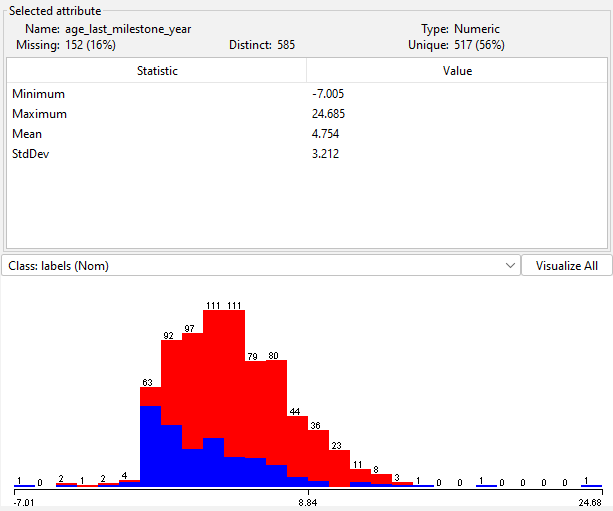 Selected attribute
Name: age_last_milestone_year Type: Numeric
Missing: 152 (16%) Distinct: 585 Unique: 517 (56%)
Statistic Value
Minimum -7.005
Maximum 24.685
Mean 4.754
StdDev 3.212
Class: labels (Nom) Visualize All
111 111
97
92
79 80
63
44
36
23
11
8
1 0 2 1 2 4 3 1 0 0 1 0 0 0 0 1
-7.01 8.84 24.68